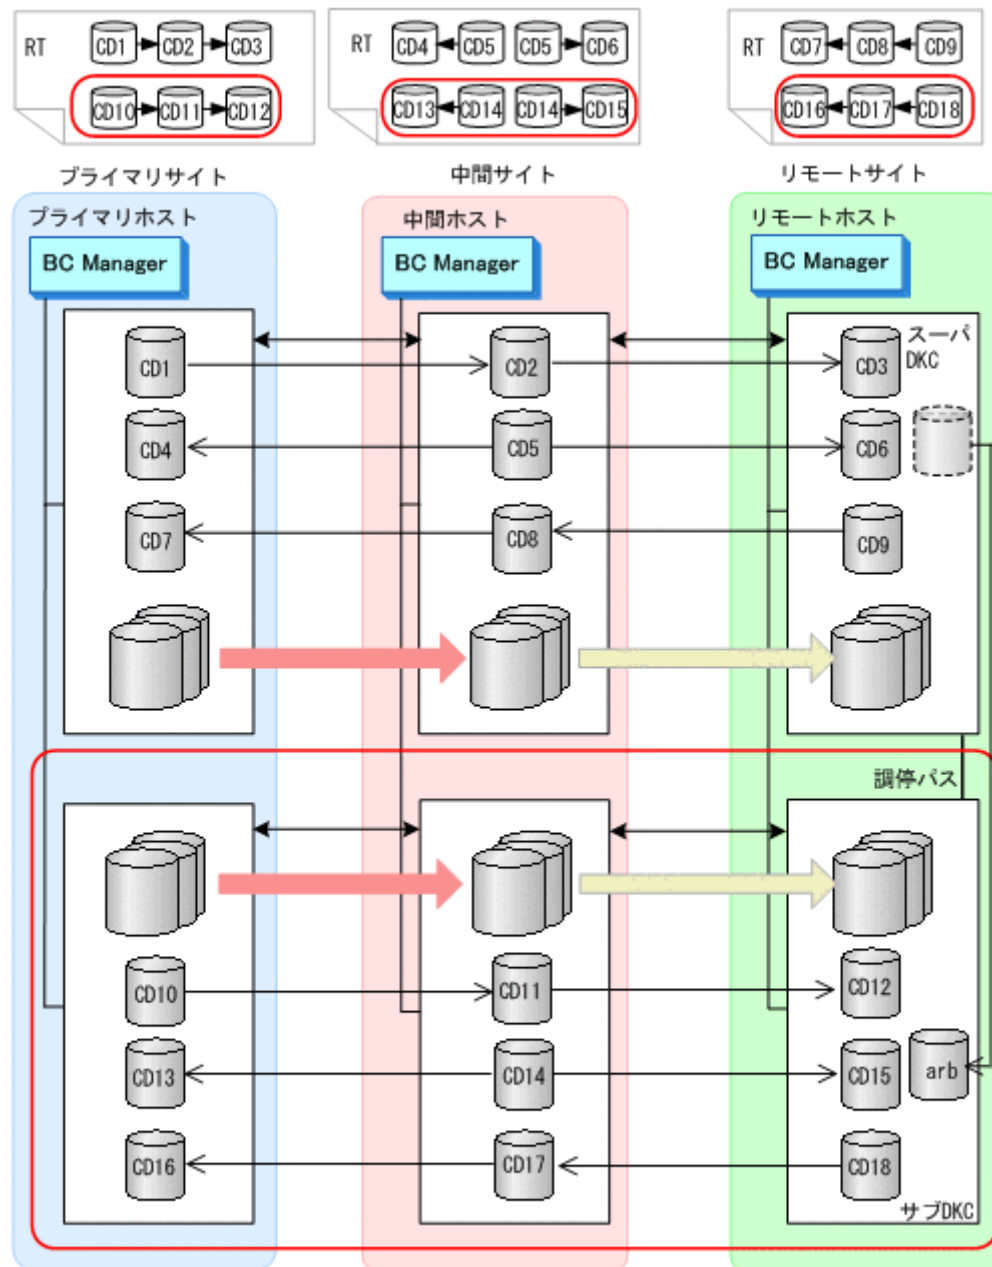 RT CD1 CD2 CD3
CD10 CD11 CD12
RT CD4 CD5 CD5 CD6
CD13 CD14 CD14 CD15
RT CD7 CD8 CD9
CD16 CD17 CD18
プライマリサイト
中間サイト
リモートサイト
プライマリホスト
中間ホスト
リモートホスト
BC Manager
BC Manager
BC Manager
スーパ
DKC
CD1 CD2 CD3
CD4 CD5 CD6
CD7 CD8 CD9
調停パス
CD10 CD11 CD12
CD13 CD14 CD15 arb
CD16 CD17 CD18
サブDKC